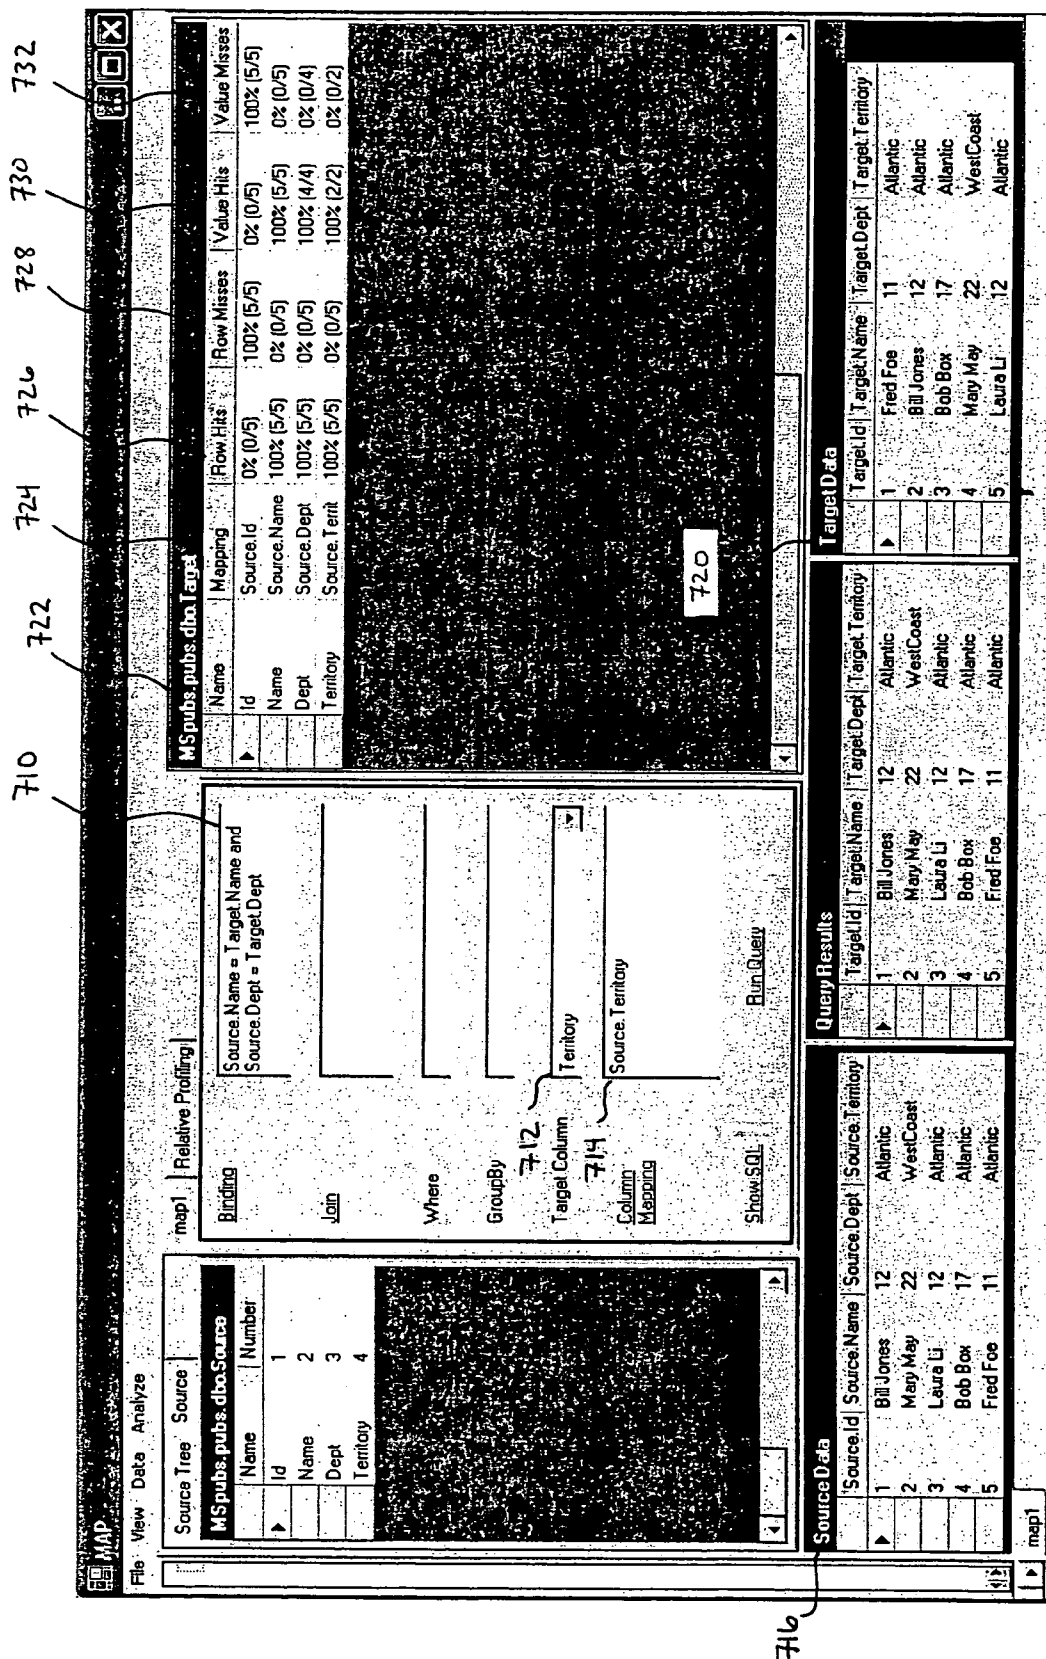 710
722
724
726
728
730
732
MAP
File View Data Analyze
Source Tree Source
MSpubs.pubs.dbo.Source
Name Number
Id 1
Name 2
Dept 3
Territory 4
map1 Relative Profiling
Binding
Source.Name = Target.Name and
Source.Dept = Target.Dept
Join
Where
GroupBy
712
Target Column Territory
714
Column
Mapping
Source.Territory
Show SQL Run Query
MSpubs.pubs.dbo.Target
Name Mapping Row Hits Row Misses Value Hits Value Misses
Id Source.Id 0% (0/5) 100% (5/5) 0% (0/5) 100% (5/5)
Name Source.Name 100% (5/5) 0% (0/5) 100% (5/5) 0% (0/5)
Dept Source.Dept 100% (5/5) 0% (0/5) 100% (4/4) 0% (0/4)
Territory Source.Territ 100% (5/5) 0% (0/5) 100% (2/2) 0% (0/2)
720
716
Source Data
Source.Id Source.Name Source.Dept Source.Territory
1 Bill Jones 12 Atlantic
2 Mary May 22 WestCoast
3 Laura Li 12 Atlantic
4 Bob Box 17 Atlantic
5 Fred Foe 11 Atlantic
Query Results
Target.Id Target.Name Target.Dept Target.Territory
1 Bill Jones 12 Atlantic
2 Mary May 22 WestCoast
3 Laura Li 12 Atlantic
4 Bob Box 17 Atlantic
5 Fred Foe 11 Atlantic
Target Data
Target.Id Target.Name Target.Dept Target.Territory
1 Fred Foe 11 Atlantic
2 Bill Jones 12 Atlantic
3 Bob Box 17 Atlantic
4 Mary May 22 WestCoast
5 Laura Li 12 Atlantic
map1